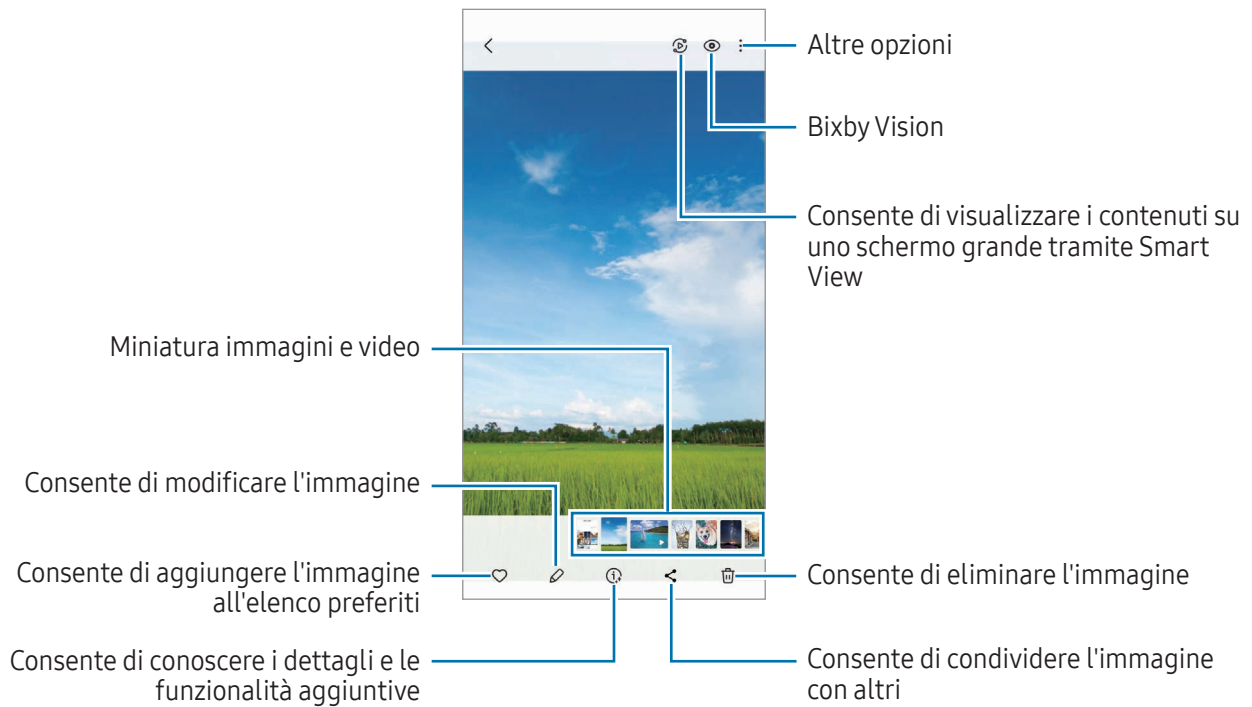 Altre opzioni
Bixby Vision
Consente di visualizzare i contenuti su
uno schermo grande tramite Smart
View
Miniatura immagini e video
Consente di modificare l'immagine
Consente di aggiungere l'immagine
all'elenco preferiti
Consente di eliminare l'immagine
Consente di conoscere i dettagli e le
funzionalità aggiuntive
Consente di condividere l'immagine
con altri